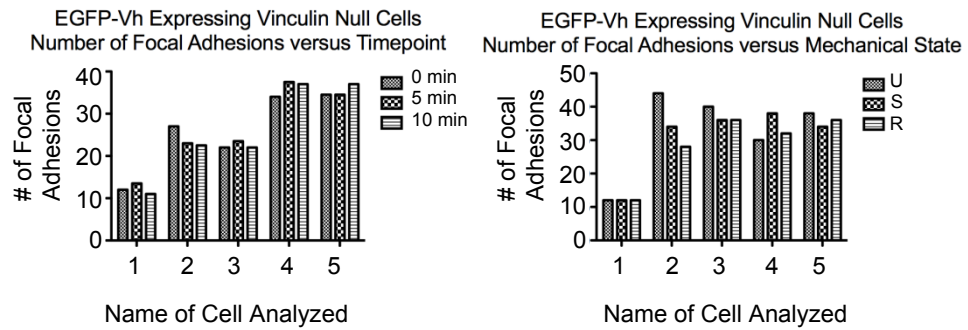 EGFP-Vh Expressing Vinculin Null Cells
Number of Focal Adhesions versus Timepoint
# of Focal
Adhesions
40
30
20
10
0
1 2 3 4 5
0 min
5 min
10 min
Name of Cell Analyzed
EGFP-Vh Expressing Vinculin Null Cells
Number of Focal Adhesions versus Mechanical State
# of Focal
Adhesions
50
40
30
20
10
0
1 2 3 4 5
U
S
R
Name of Cell Analyzed